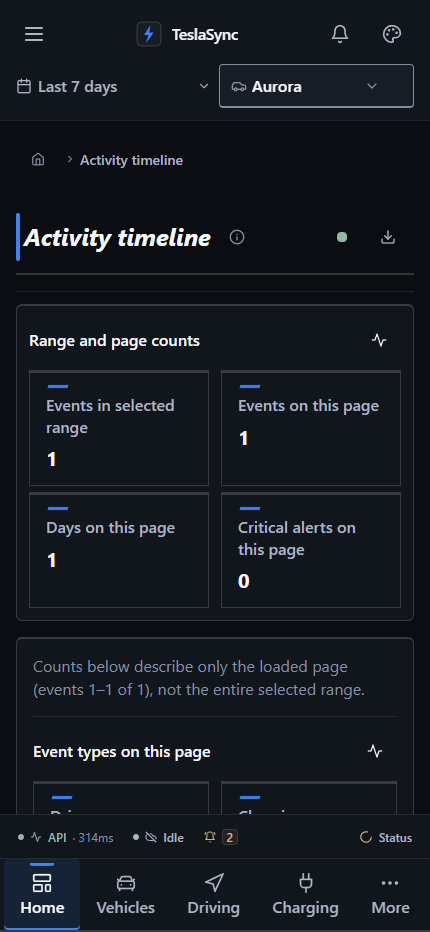 TeslaSync
Last 7 days
Aurora
Activity timeline
Activity timeline
Range and page counts
Events in selected
range
1
Events on this page
1
Days on this page
1
Critical alerts on
this page
0
Counts below describe only the loaded page
(events 1–1 of 1), not the entire selected range.
Event types on this page
API · 314ms
Idle
2
Status
Home
Vehicles
Driving
Charging
More